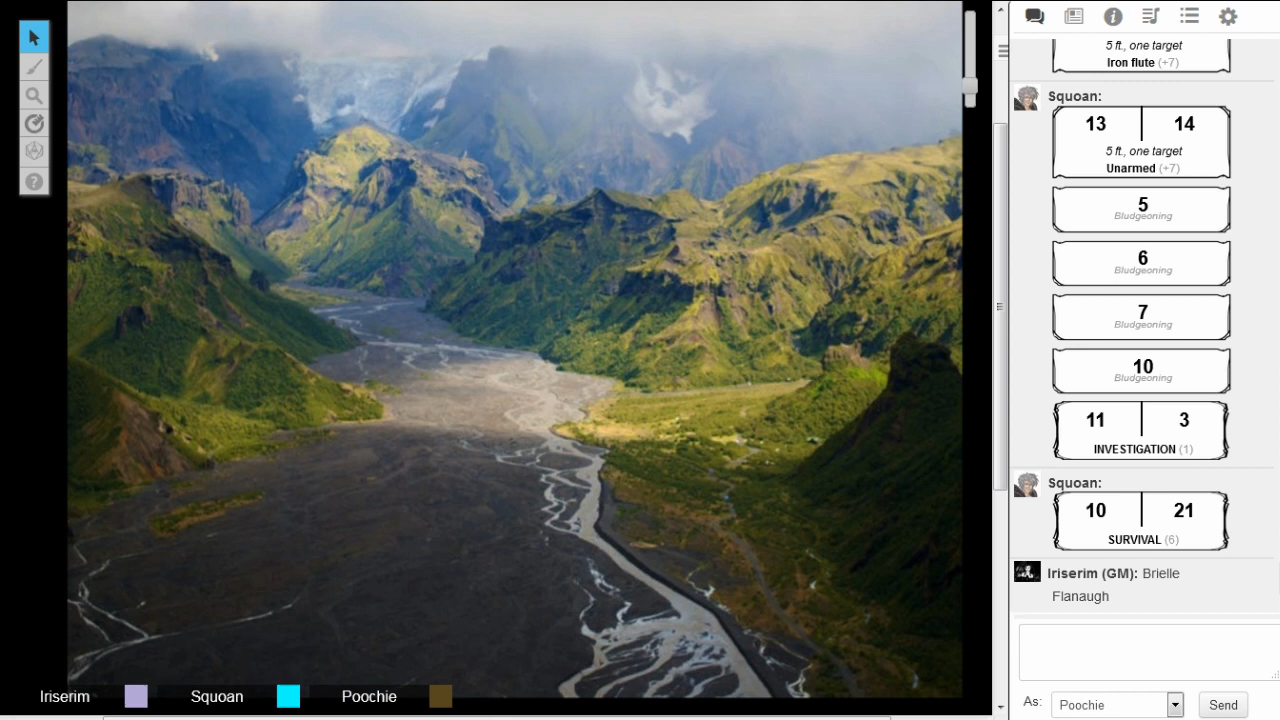 5 ft., one target
Iron flute (+7)
Squoan:
13 14
5 ft., one target
Unarmed (+7)
5
Bludgeoning
6
Bludgeoning
7
Bludgeoning
10
Bludgeoning
11 3
INVESTIGATION (1)
Squoan:
10 21
SURVIVAL (6)
Iriserim (GM): Brielle
Flanaugh
As: Poochie Send
Iriserim Squoan Poochie